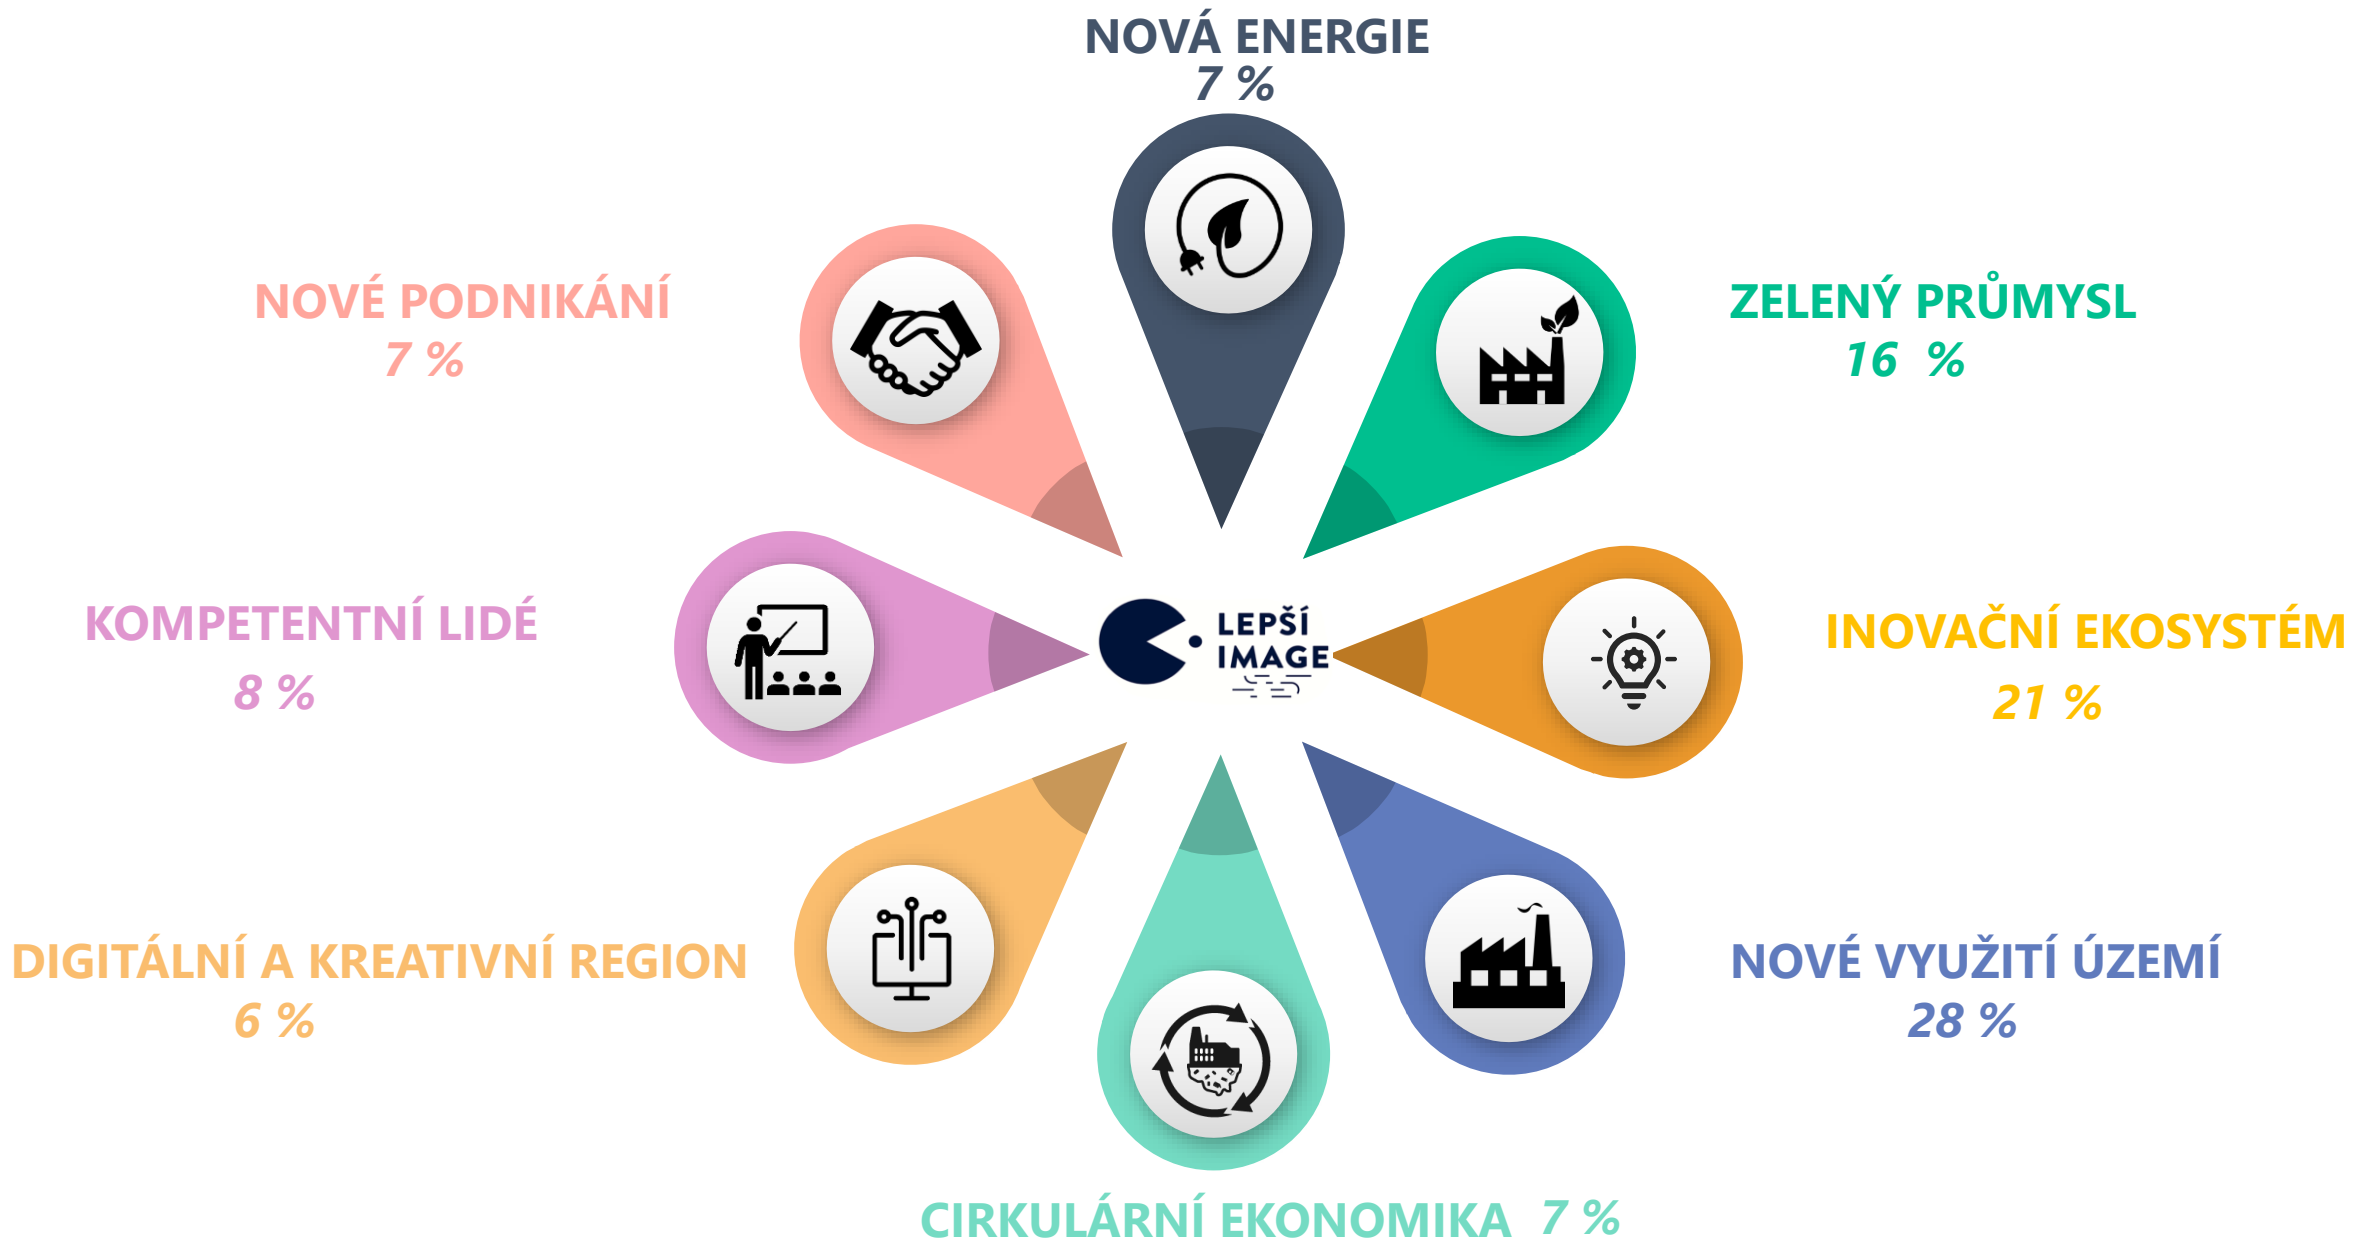 NOVÁ ENERGIE
7 %
NOVÉ PODNIKÁNÍ
7 %
ZELENÝ PRŮMYSL
16 %
KOMPETENTNÍ LIDÉ
8 %
LEPŠÍ
IMAGE
INOVAČNÍ EKOSYSTÉM
21 %
DIGITÁLNÍ A KREATIVNÍ REGION
6 %
NOVÉ VYUŽITÍ ÚZEMÍ
28 %
CIRKULÁRNÍ EKONOMIKA 7 %